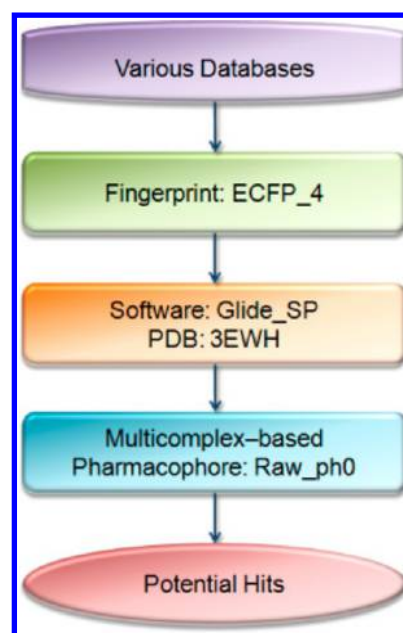 Various Databases
Fingerprint: ECFP_4
Software: Glide_SP
PDB: 3EWH
Multicomplex–based
Pharmacophore: Raw_ph0
Potential Hits